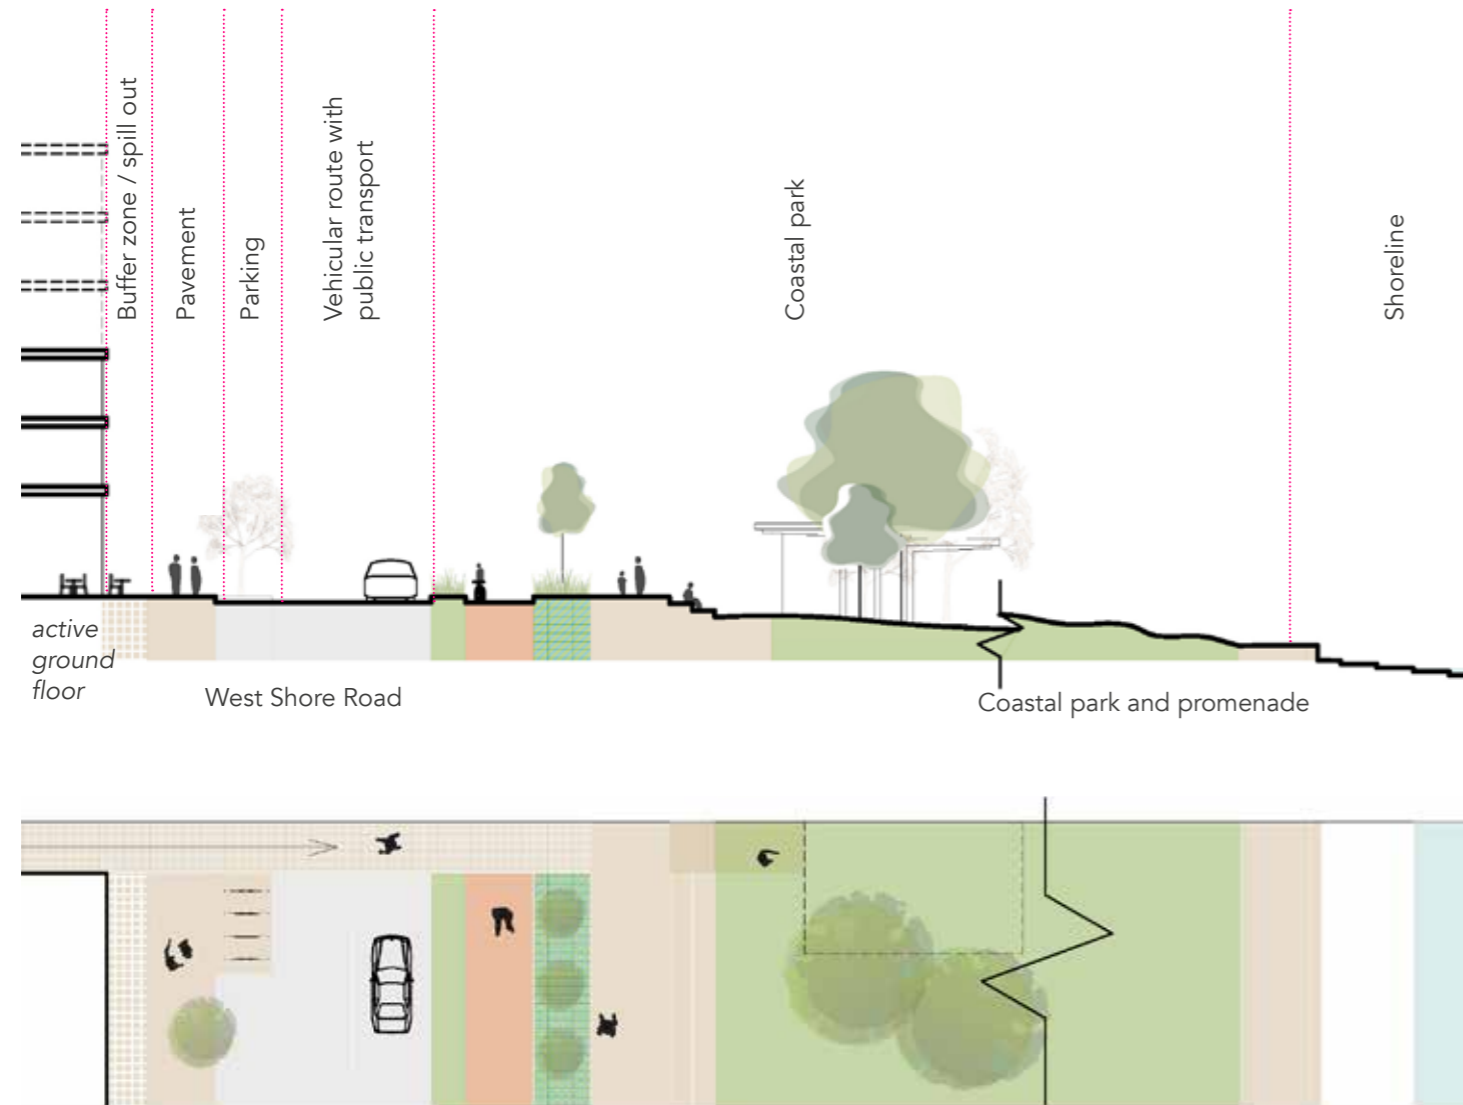 Buffer zone / spill out
Pavement
Parking
Vehicular route with
public transport
Coastal park
Shoreline
active
ground
floor
West Shore Road
Coastal park and promenade